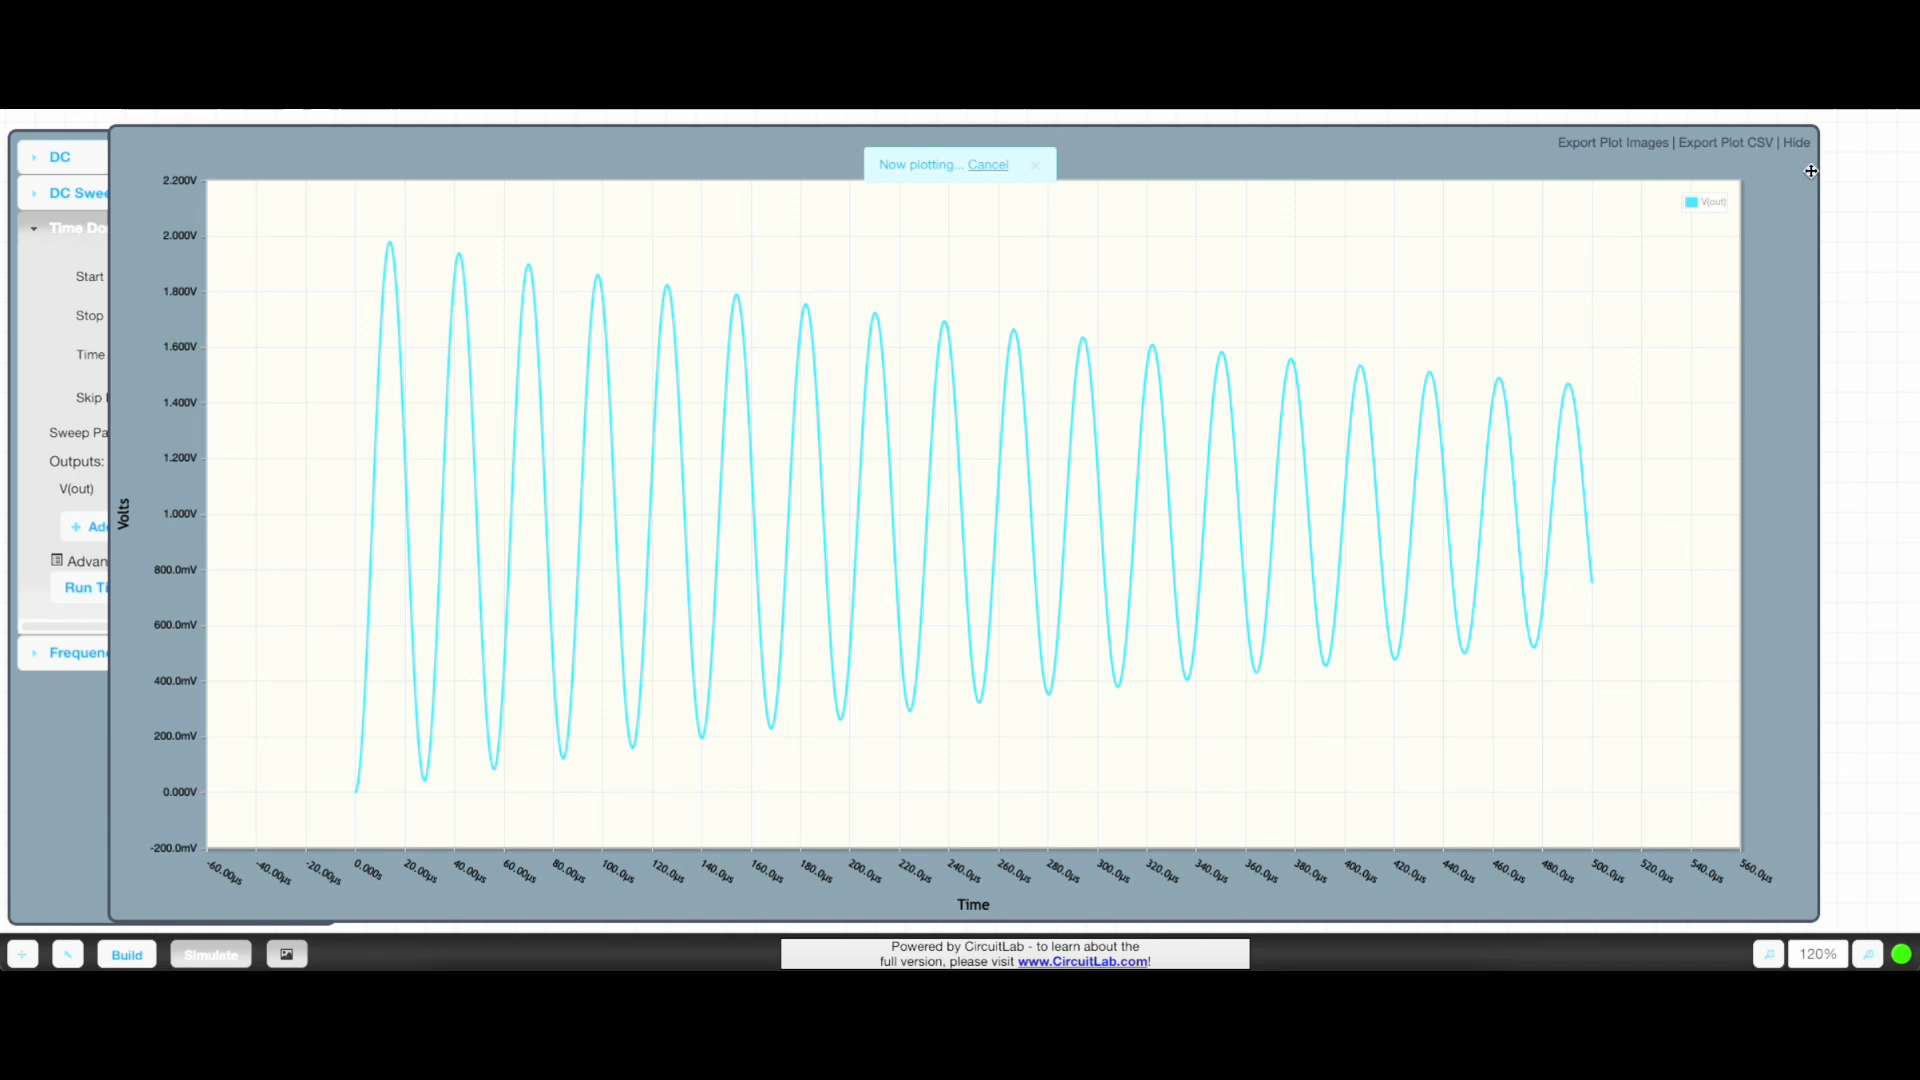 DC
DC Swee
Time Do
Start
Stop
Time
Skip
Sweep Pa
Outputs:
V(out)
+ Add
Advan
Run Ti
Frequen
Export Plot Images | Export Plot CSV | Hide
Now plotting... Cancel ×
V(out)
2.200V
2.000V
1.800V
1.600V
1.400V
1.200V
1.000V
800.0mV
600.0mV
400.0mV
200.0mV
0.000V
-200.0mV
Volts
-60.00µs -40.00µs -20.00µs 0.000s 20.00µs 40.00µs 60.00µs 80.00µs 100.0µs 120.0µs 140.0µs 160.0µs 180.0µs 200.0µs 220.0µs 240.0µs 260.0µs 280.0µs 300.0µs 320.0µs 340.0µs 360.0µs 380.0µs 400.0µs 420.0µs 440.0µs 460.0µs 480.0µs 500.0µs 520.0µs 540.0µs 560.0µs
Time
Build
Simulate
Powered by CircuitLab - to learn about the
full version, please visit www.CircuitLab.com!
120%